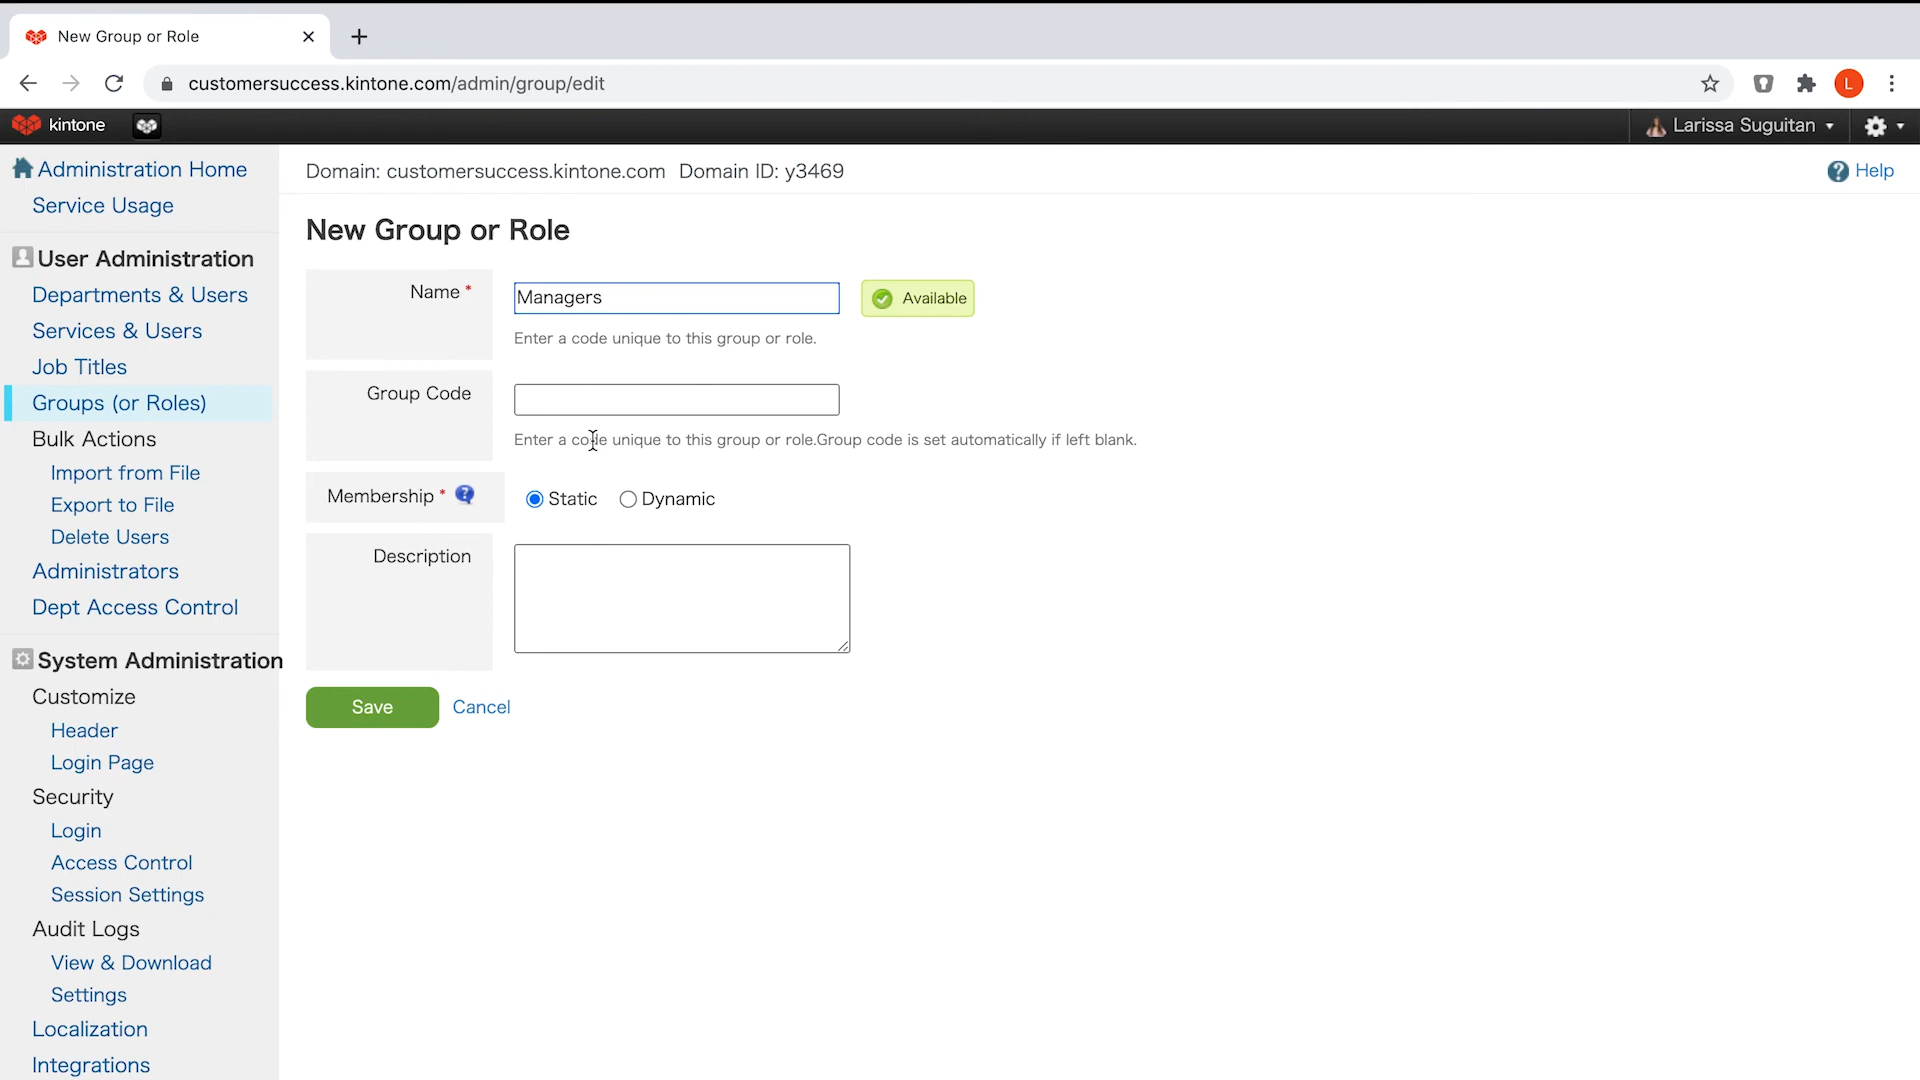 New Group or Role
customersuccess.kintone.com/admin/group/edit
L
kintone
Larissa Suguitan
Administration Home
Service Usage
User Administration
Departments & Users
Services & Users
Job Titles
Groups (or Roles)
Bulk Actions
Import from File
Export to File
Delete Users
Administrators
Dept Access Control
System Administration
Customize
Header
Login Page
Security
Login
Access Control
Session Settings
Audit Logs
View & Download
Settings
Localization
Integrations
Domain: customersuccess.kintone.com Domain ID: y3469
? Help
New Group or Role
Name * Managers Available
Enter a code unique to this group or role.
Group Code
Enter a code unique to this group or role.Group code is set automatically if left blank.
Membership * ? Static Dynamic
Description
Save Cancel